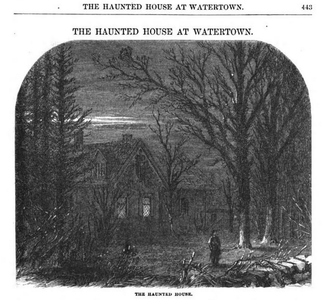 THE HAUNTED HOUSE AT WATERTOWN. 443
THE HAUNTED HOUSE AT WATERTOWN.
THE HAUNTED HOUSE.